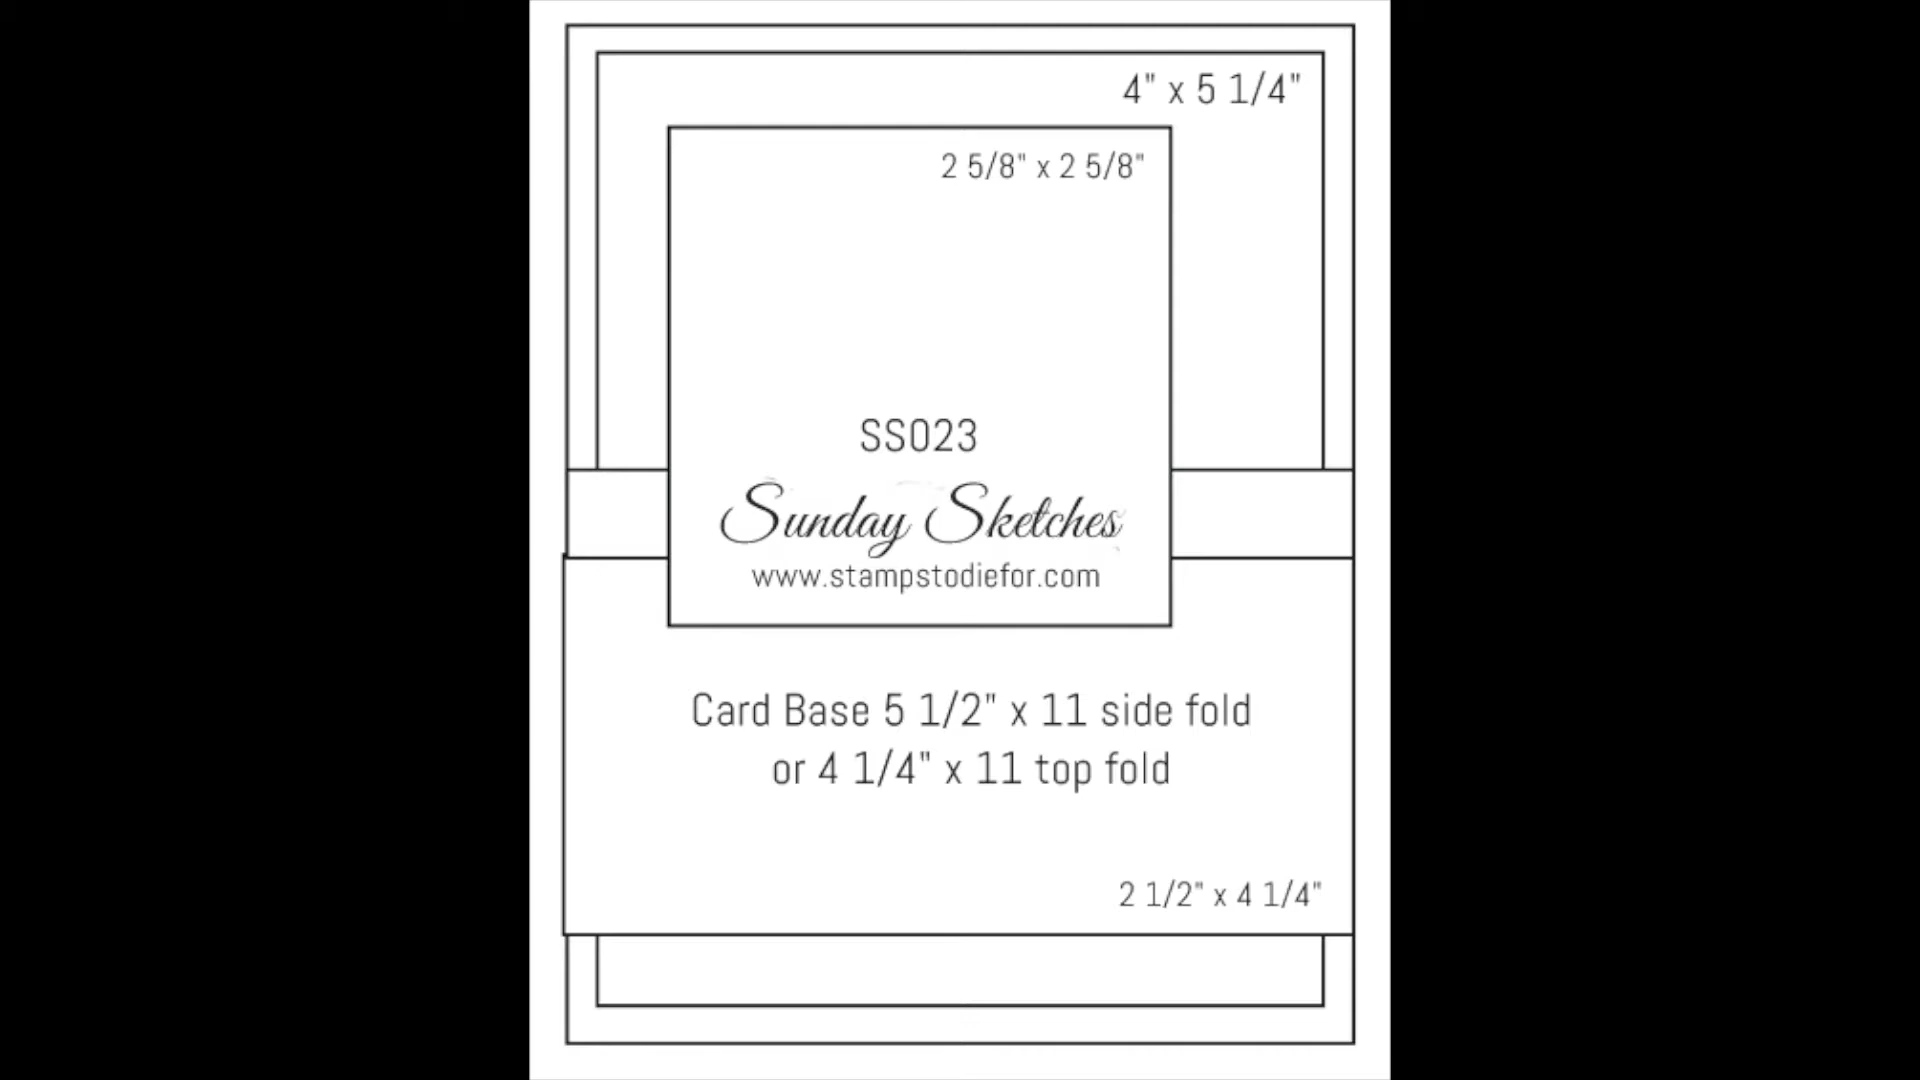 4" x 5 1/4"
2 5/8" x 2 5/8"
SS023
Sunday Sketches
www.stampstodiefor.com
Card Base 5 1/2" x 11 side fold
or 4 1/4" x 11 top fold
2 1/2" x 4 1/4"